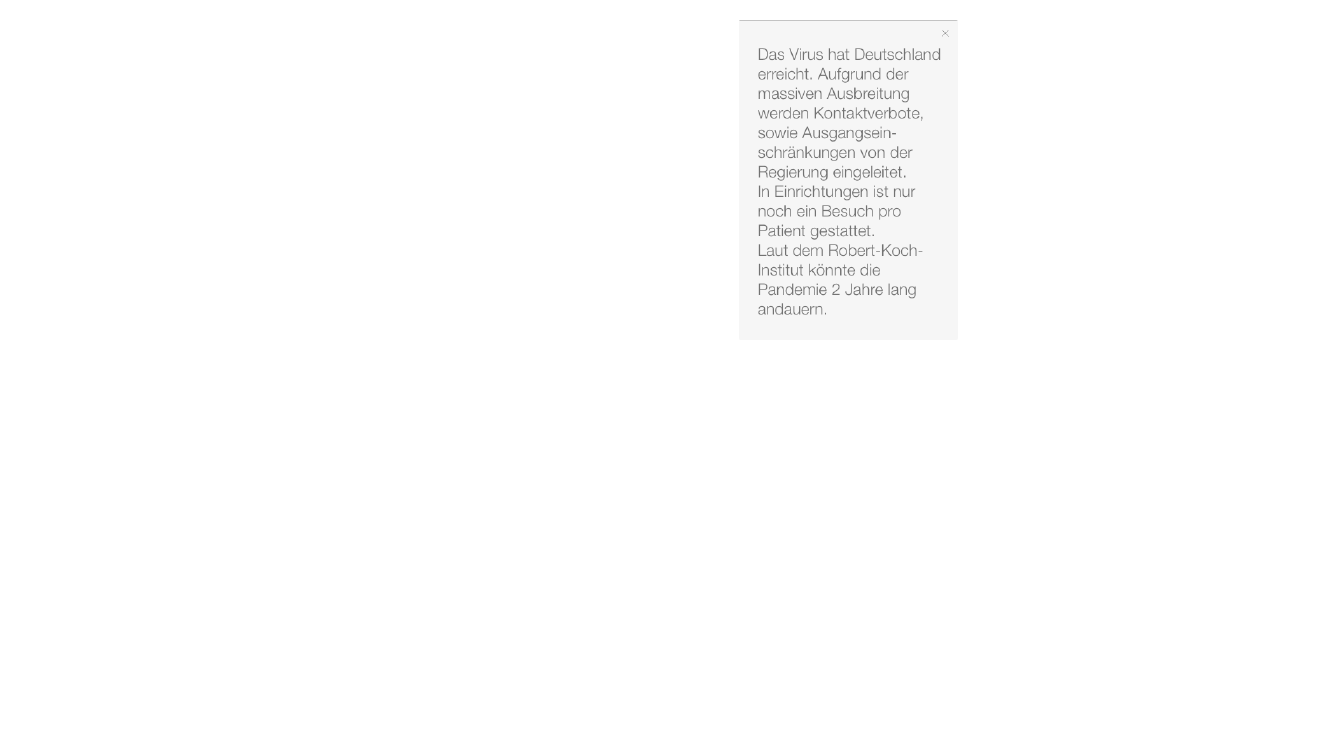 Das Virus hat Deutschland
erreicht. Aufgrund der
massiven Ausbreitung
werden Kontaktverbote,
sowie Ausgangsein-
schränkungen von der
Regierung eingeleitet.
In Einrichtungen ist nur
noch ein Besuch pro
Patient gestattet.
Laut dem Robert-Koch-
Institut könnte die
Pandemie 2 Jahre lang
andauern.